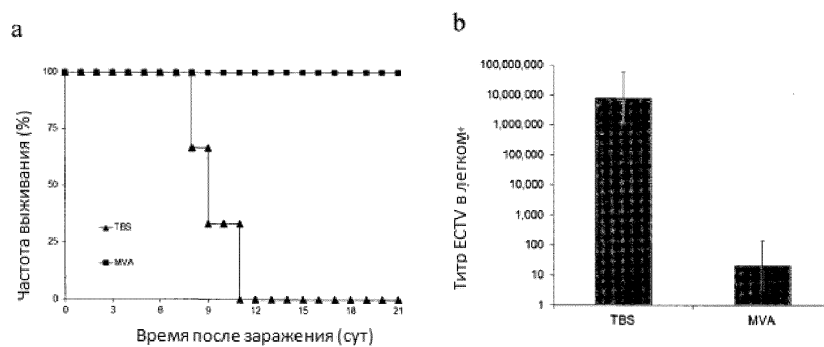 a
Частота выживания (%)
100
75
50
25
0
TBS
MVA
0 3 6 9 12 15 18 21
Время после заражения (сут)
b
Титр ECTV в легком*
100,000,000
10,000,000
1,000,000
100,000
10,000
1,000
100
10
1
TBS MVA